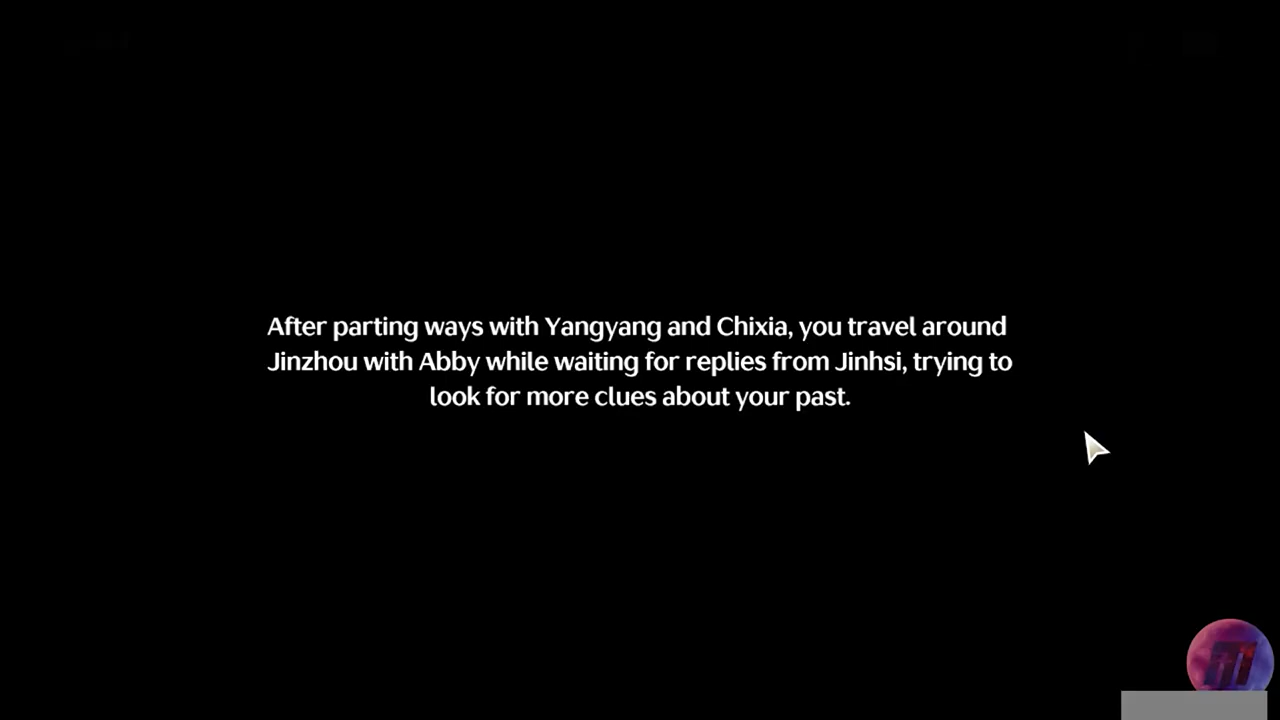 After parting ways with Yangyang and Chixia, you travel around
Jinzhou with Abby while waiting for replies from Jinhsi, trying to
look for more clues about your past.